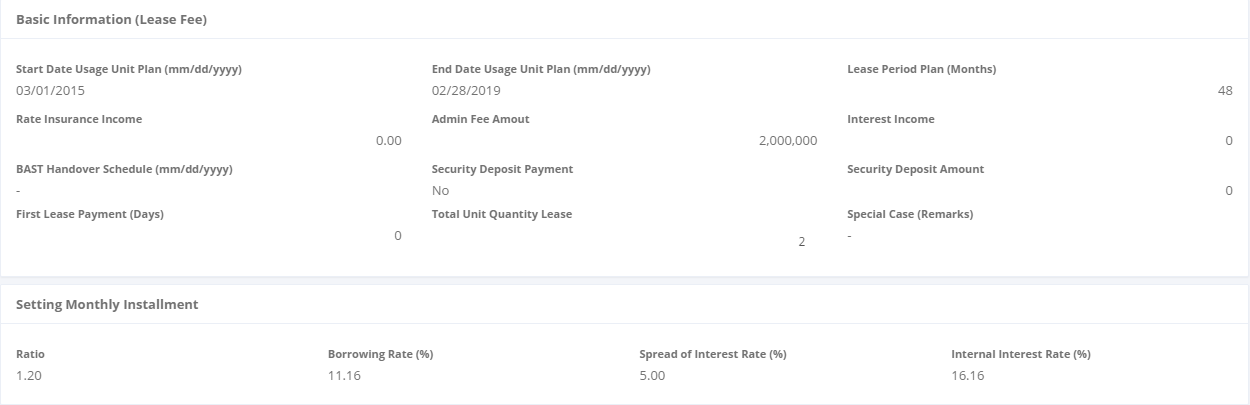 Basic Information (Lease Fee)
Start Date Usage Unit Plan (mm/dd/yyyy) End Date Usage Unit Plan (mm/dd/yyyy) Lease Period Plan (Months)
03/01/2015 02/28/2019 48
Rate Insurance Income Admin Fee Amout Interest Income
0.00 2,000,000 0
BAST Handover Schedule (mm/dd/yyyy) Security Deposit Payment Security Deposit Amount
- No 0
First Lease Payment (Days) Total Unit Quantity Lease Special Case (Remarks)
0 2 -
Setting Monthly Installment
Ratio Borrowing Rate (%) Spread of Interest Rate (%) Internal Interest Rate (%)
1.20 11.16 5.00 16.16